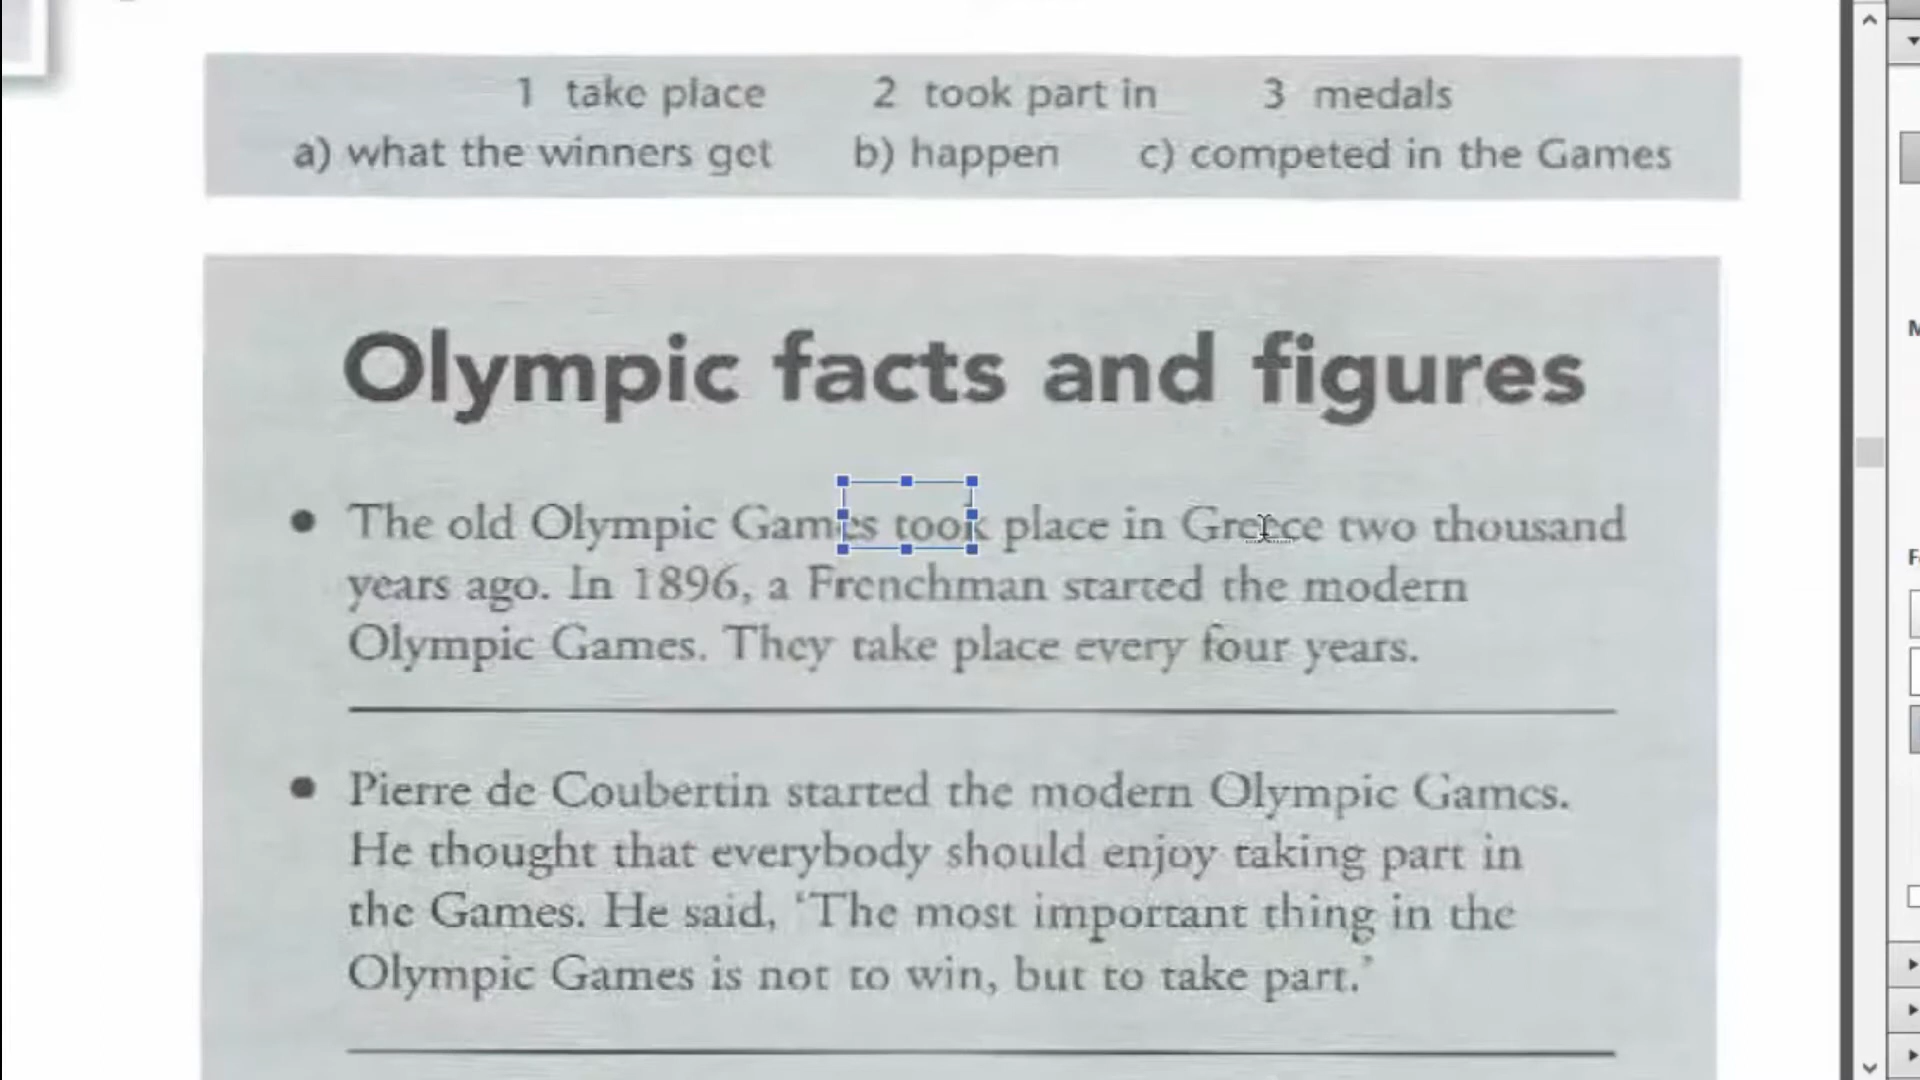 1 take place 2 took part in 3 medals
a) what the winners get b) happen c) competed in the Games
Olympic facts and figures
• The old Olympic Games took place in Greece two thousand
years ago. In 1896, a Frenchman started the modern
Olympic Games. They take place every four years.
• Pierre de Coubertin started the modern Olympic Games.
He thought that everybody should enjoy taking part in
the Games. He said, ‘The most important thing in the
Olympic Games is not to win, but to take part.’